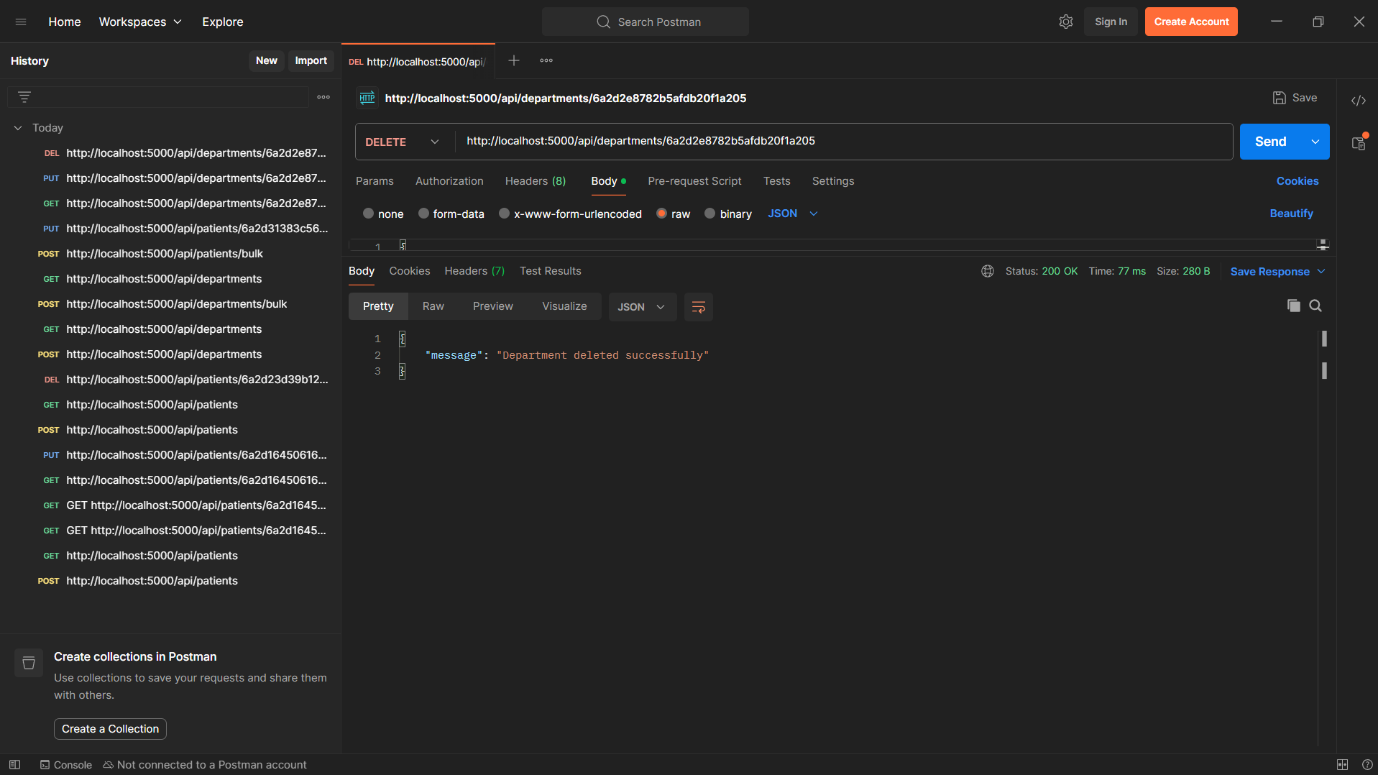 Home Workspaces Explore Search Postman Sign In Create Account
History New Import
DEL http://localhost:5000/api/
HTTP http://localhost:5000/api/departments/6a2d2e8782b5afdb20f1a205 Save
Today
DELETE http://localhost:5000/api/departments/6a2d2e8782b5afdb20f1a205 Send
DEL http://localhost:5000/api/departments/6a2d2e87...
PUT http://localhost:5000/api/departments/6a2d2e87...
GET http://localhost:5000/api/departments/6a2d2e87...
PUT http://localhost:5000/api/patients/6a2d31383c56...
POST http://localhost:5000/api/patients/bulk
GET http://localhost:5000/api/departments
POST http://localhost:5000/api/departments/bulk
GET http://localhost:5000/api/departments
POST http://localhost:5000/api/departments
DEL http://localhost:5000/api/patients/6a2d23d39b12...
GET http://localhost:5000/api/patients
POST http://localhost:5000/api/patients
PUT http://localhost:5000/api/patients/6a2d16450616...
GET http://localhost:5000/api/patients/6a2d16450616...
GET GET http://localhost:5000/api/patients/6a2d1645...
GET GET http://localhost:5000/api/patients/6a2d1645...
GET http://localhost:5000/api/patients
POST http://localhost:5000/api/patients
Params Authorization Headers (8) Body Pre-request Script Tests Settings Cookies
none form-data x-www-form-urlencoded raw binary JSON Beautify
1 {
Body Cookies Headers (7) Test Results Status: 200 OK Time: 77 ms Size: 280 B Save Response
Pretty Raw Preview Visualize JSON
1 {
2 "message": "Department deleted successfully"
3 }
Create collections in Postman
Use collections to save your requests and share them
with others.
Create a Collection
Console Not connected to a Postman account